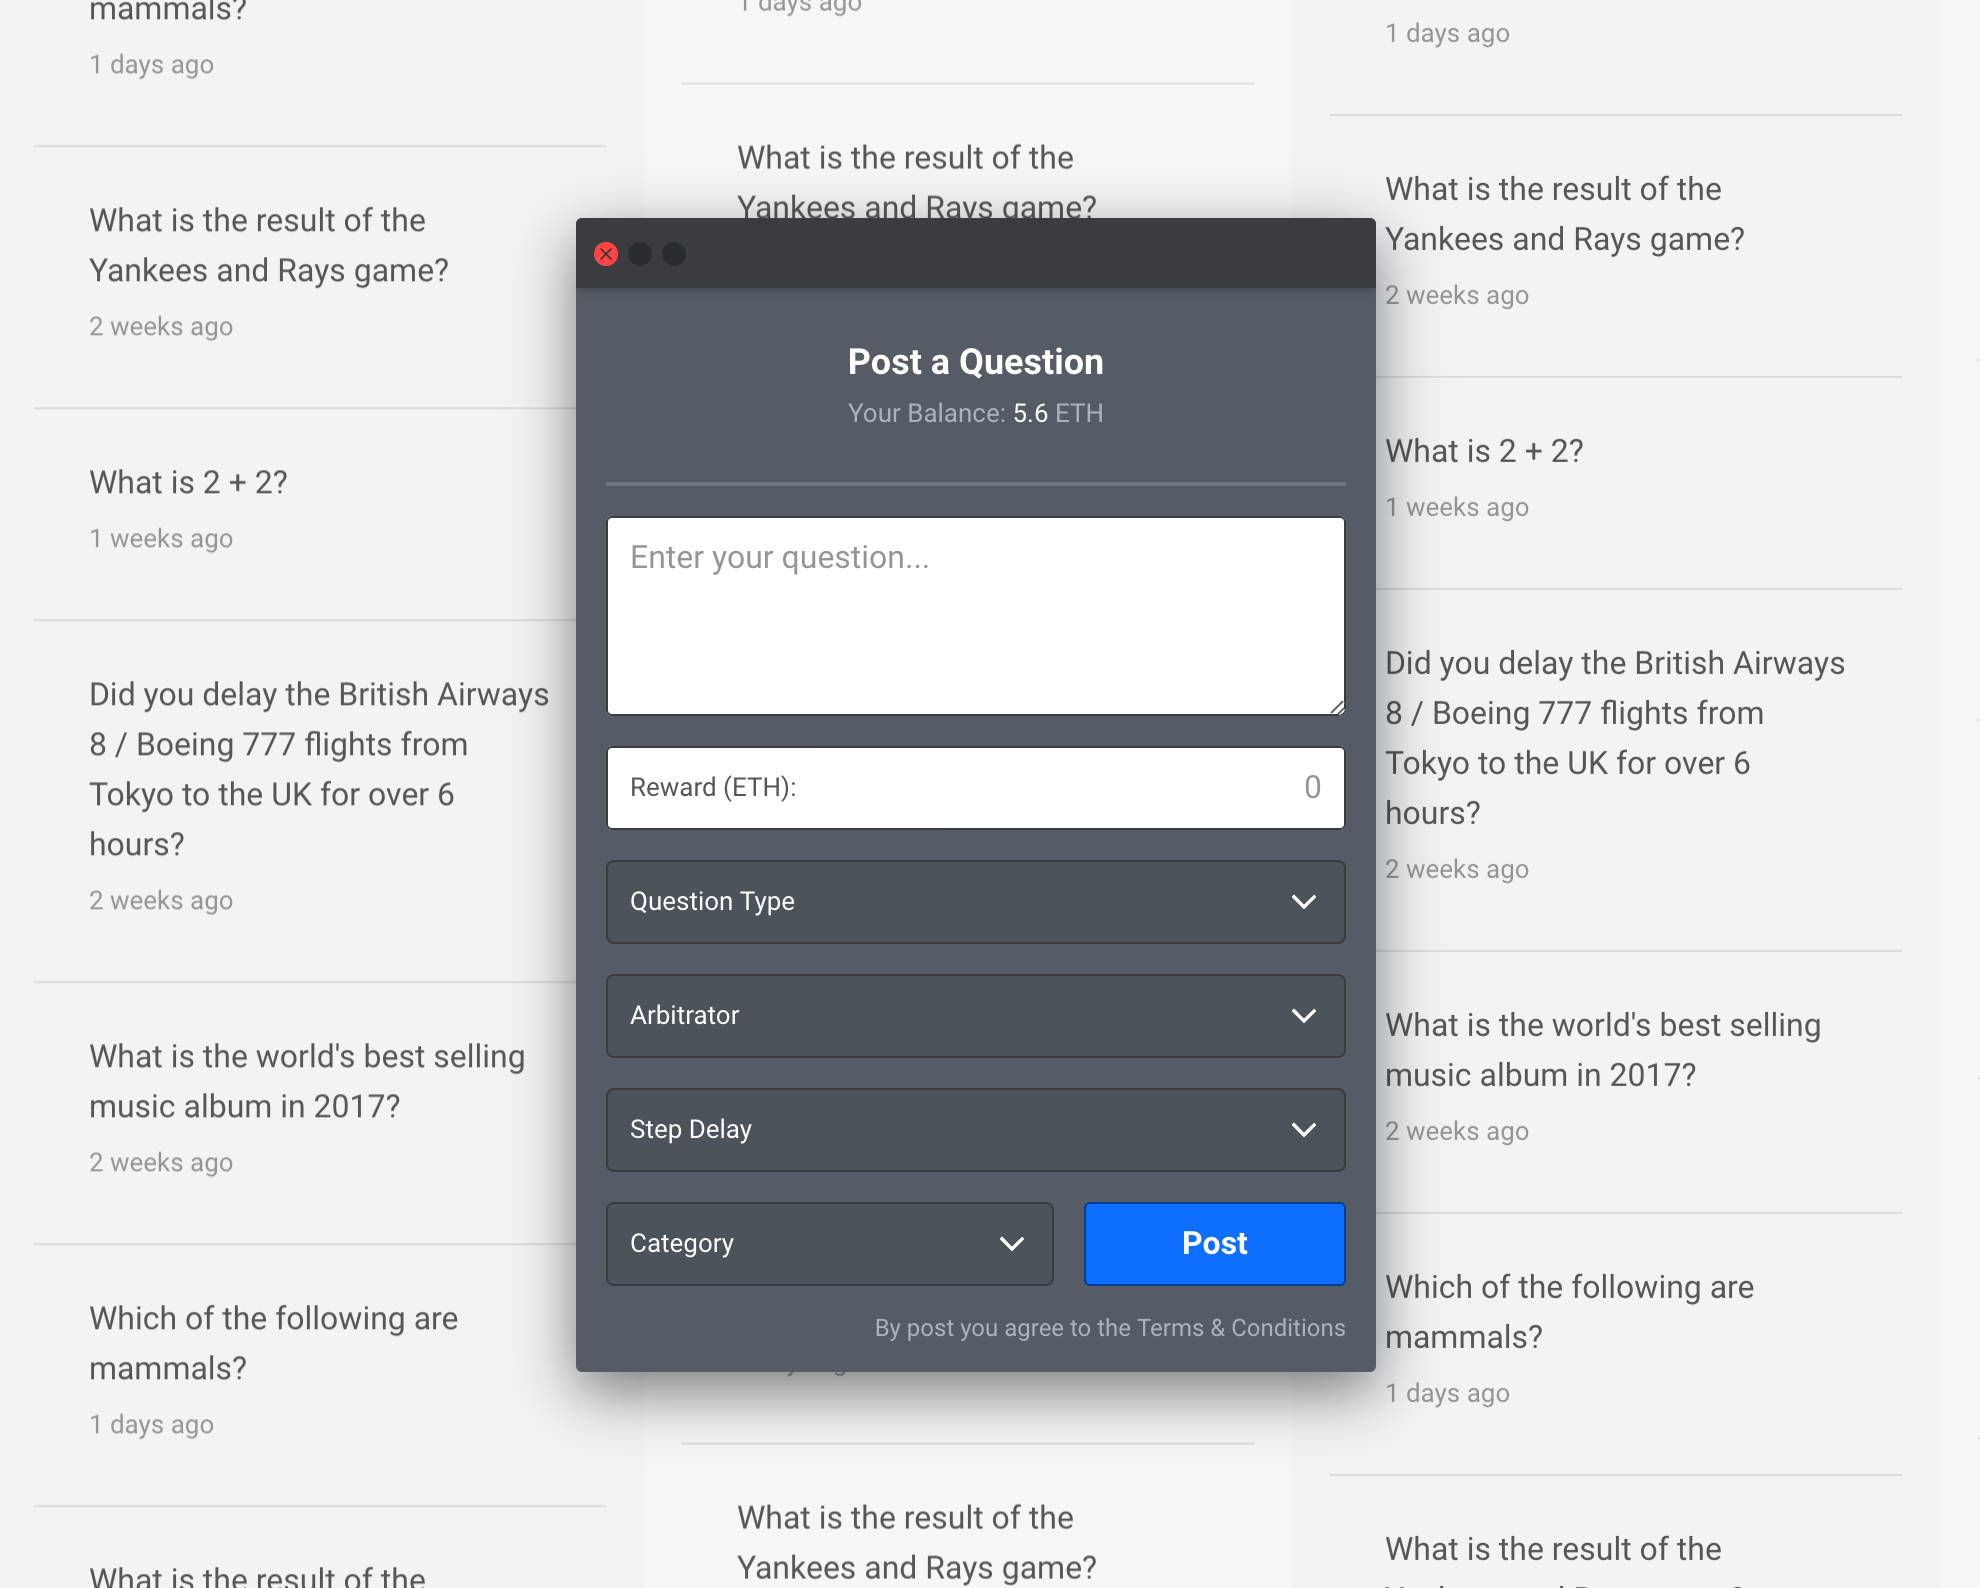 mammals?
1 days ago
What is the result of the
Yankees and Rays game?
2 weeks ago
What is 2 + 2?
1 weeks ago
Did you delay the British Airways
8 / Boeing 777 flights from
Tokyo to the UK for over 6
hours?
2 weeks ago
What is the world's best selling
music album in 2017?
2 weeks ago
Which of the following are
mammals?
1 days ago
What is the result of the
1 days ago
What is the result of the
Yankees and Rays game?
Post a Question
Your Balance: 5.6 ETH
Enter your question...
Reward (ETH): 0
Question Type
Arbitrator
Step Delay
Category
Post
By post you agree to the Terms & Conditions
What is the result of the
Yankees and Rays game?
1 days ago
What is the result of the
Yankees and Rays game?
2 weeks ago
What is 2 + 2?
1 weeks ago
Did you delay the British Airways
8 / Boeing 777 flights from
Tokyo to the UK for over 6
hours?
2 weeks ago
What is the world's best selling
music album in 2017?
2 weeks ago
Which of the following are
mammals?
1 days ago
What is the result of the